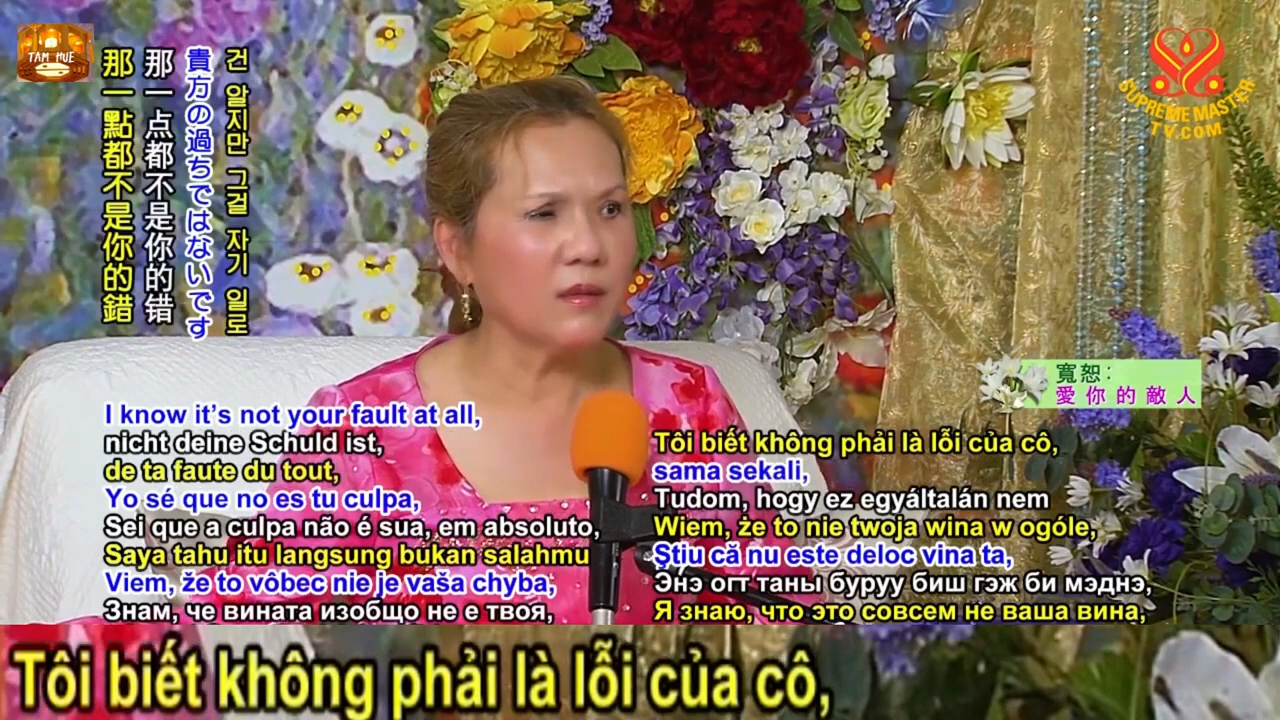 TAM HUE
那一點都不是你的錯
那一点都不是你的错
貴方の過ちではないです
건 알지만 그걸 자기 일로
SUPREME MASTER
TV.COM
寬恕：
愛你的敵人
I know it's not your fault at all,
nicht deine Schuld ist,
de ta faute du tout,
Yo sé que no es tu culpa,
Sei que a culpa não é sua, em absoluto,
Saya tahu itu langsung bukan salahmu
Viem, že to vôbec nie je vaša chyba,
Знам, че вината изобщо не е твоя,
Tôi biết không phải là lỗi của cô,
sama sekali,
Tudom, hogy ez egyáltalán nem
Wiem, że to nie twoja wina w ogóle,
Ştiu că nu este deloc vina ta,
Энэ огт таны буруу биш гэж би мэднэ,
Я знаю, что это совсем не ваша вина,
Tôi biết không phải là lỗi của cô,